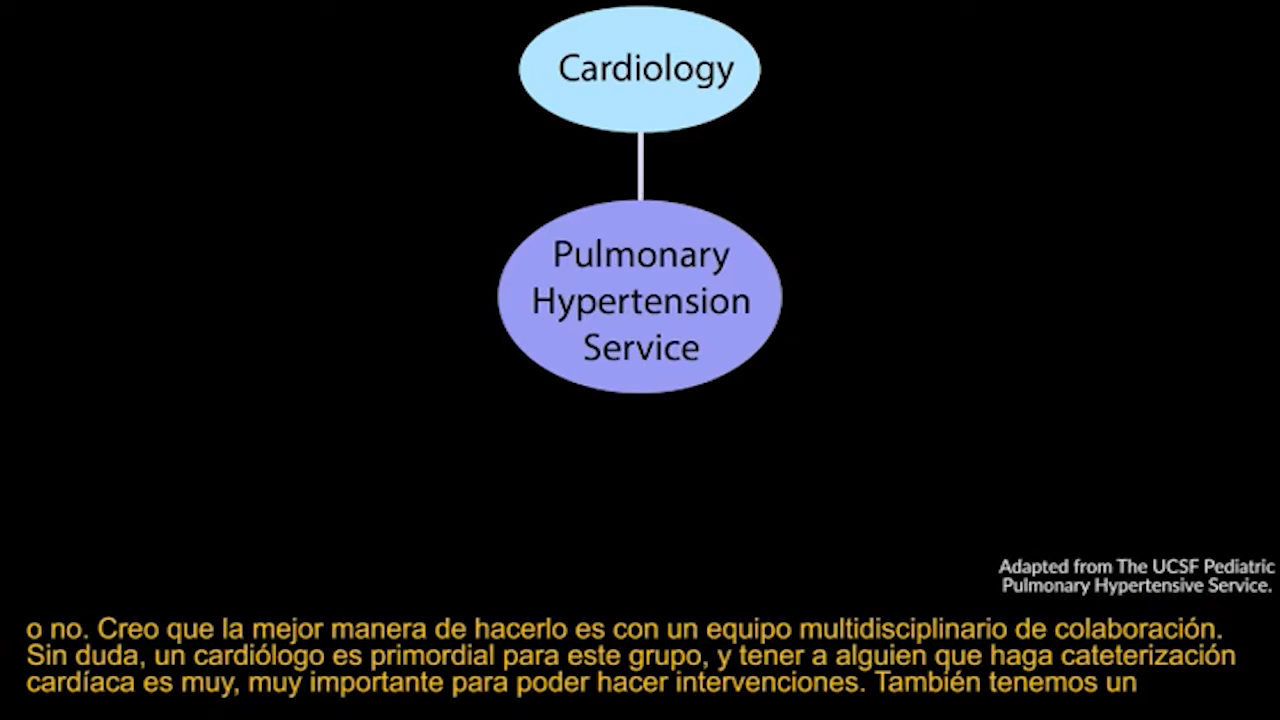 Cardiology
Pulmonary
Hypertension
Service
Adapted from The UCSF Pediatric
Pulmonary Hypertensive Service.
o no. Creo que la mejor manera de hacerlo es con un equipo multidisciplinario de colaboración.
Sin duda, un cardiólogo es primordial para este grupo, y tener a alguien que haga cateterización
cardíaca es muy, muy importante para poder hacer intervenciones. También tenemos un